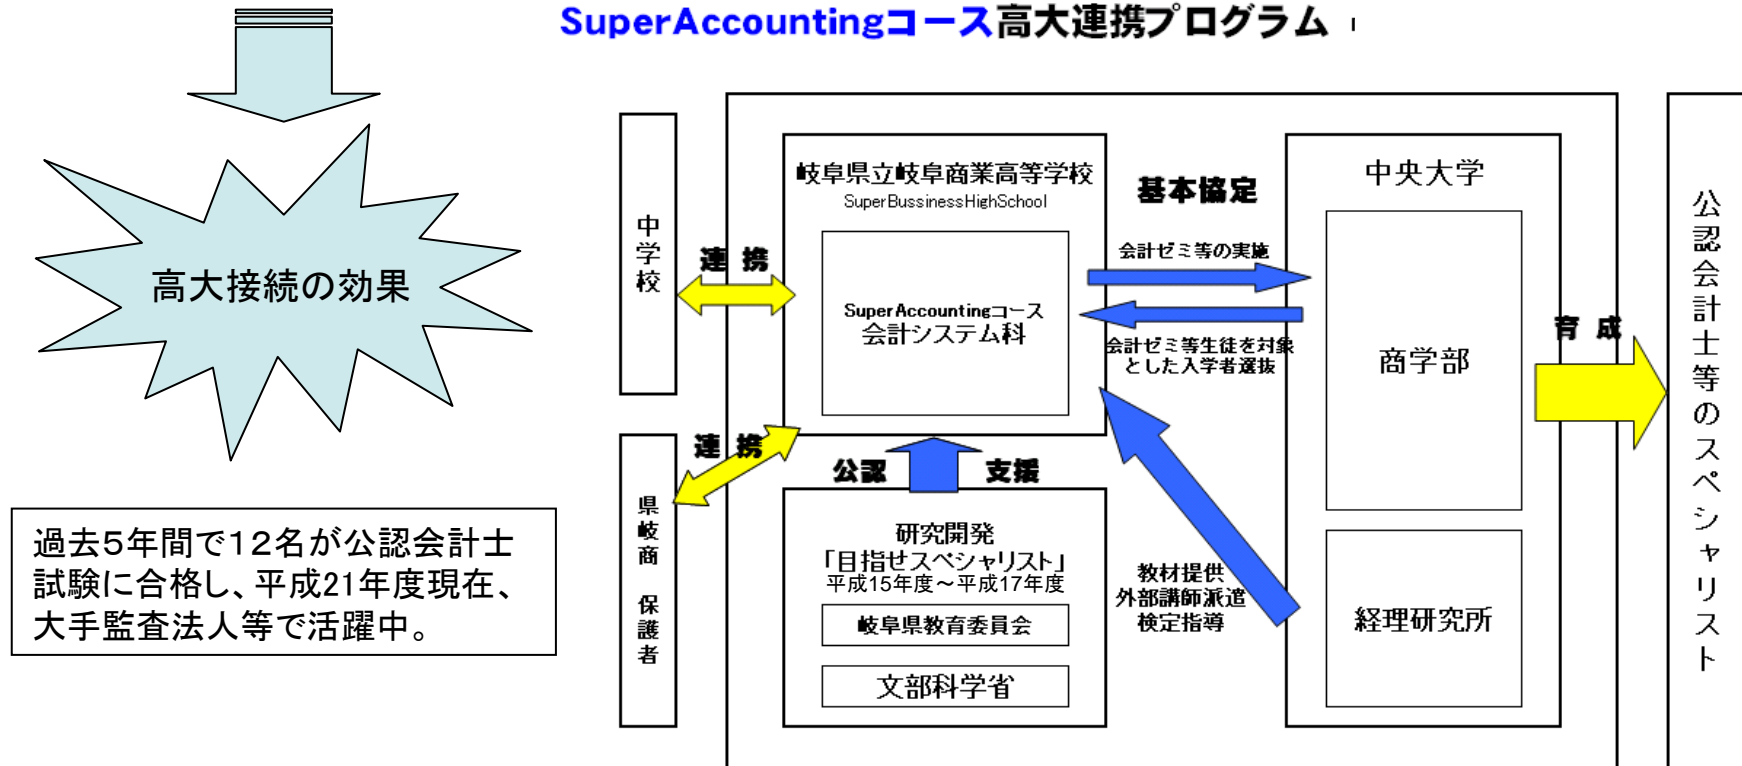 SuperAccountingコース高大連携プログラム
高大接続の効果
過去5年間で12名が公認会計士
試験に合格し、平成21年度現在、
大手監査法人等で活躍中。
中学校
連携
県岐商 保護者
連携
岐阜県立岐阜商業高等学校
SuperBussinessHighSchool
SuperAccountingコース
会計システム科
公認
支援
研究開発
「目指せスペシャリスト」
平成15年度～平成17年度
岐阜県教育委員会
文部科学省
基本協定
会計ゼミ等の実施
会計ゼミ等生徒を対象
とした入学者選抜
教材提供
外部講師派遣
検定指導
中央大学
商学部
経理研究所
育成
公認会計士等のスペシャリスト